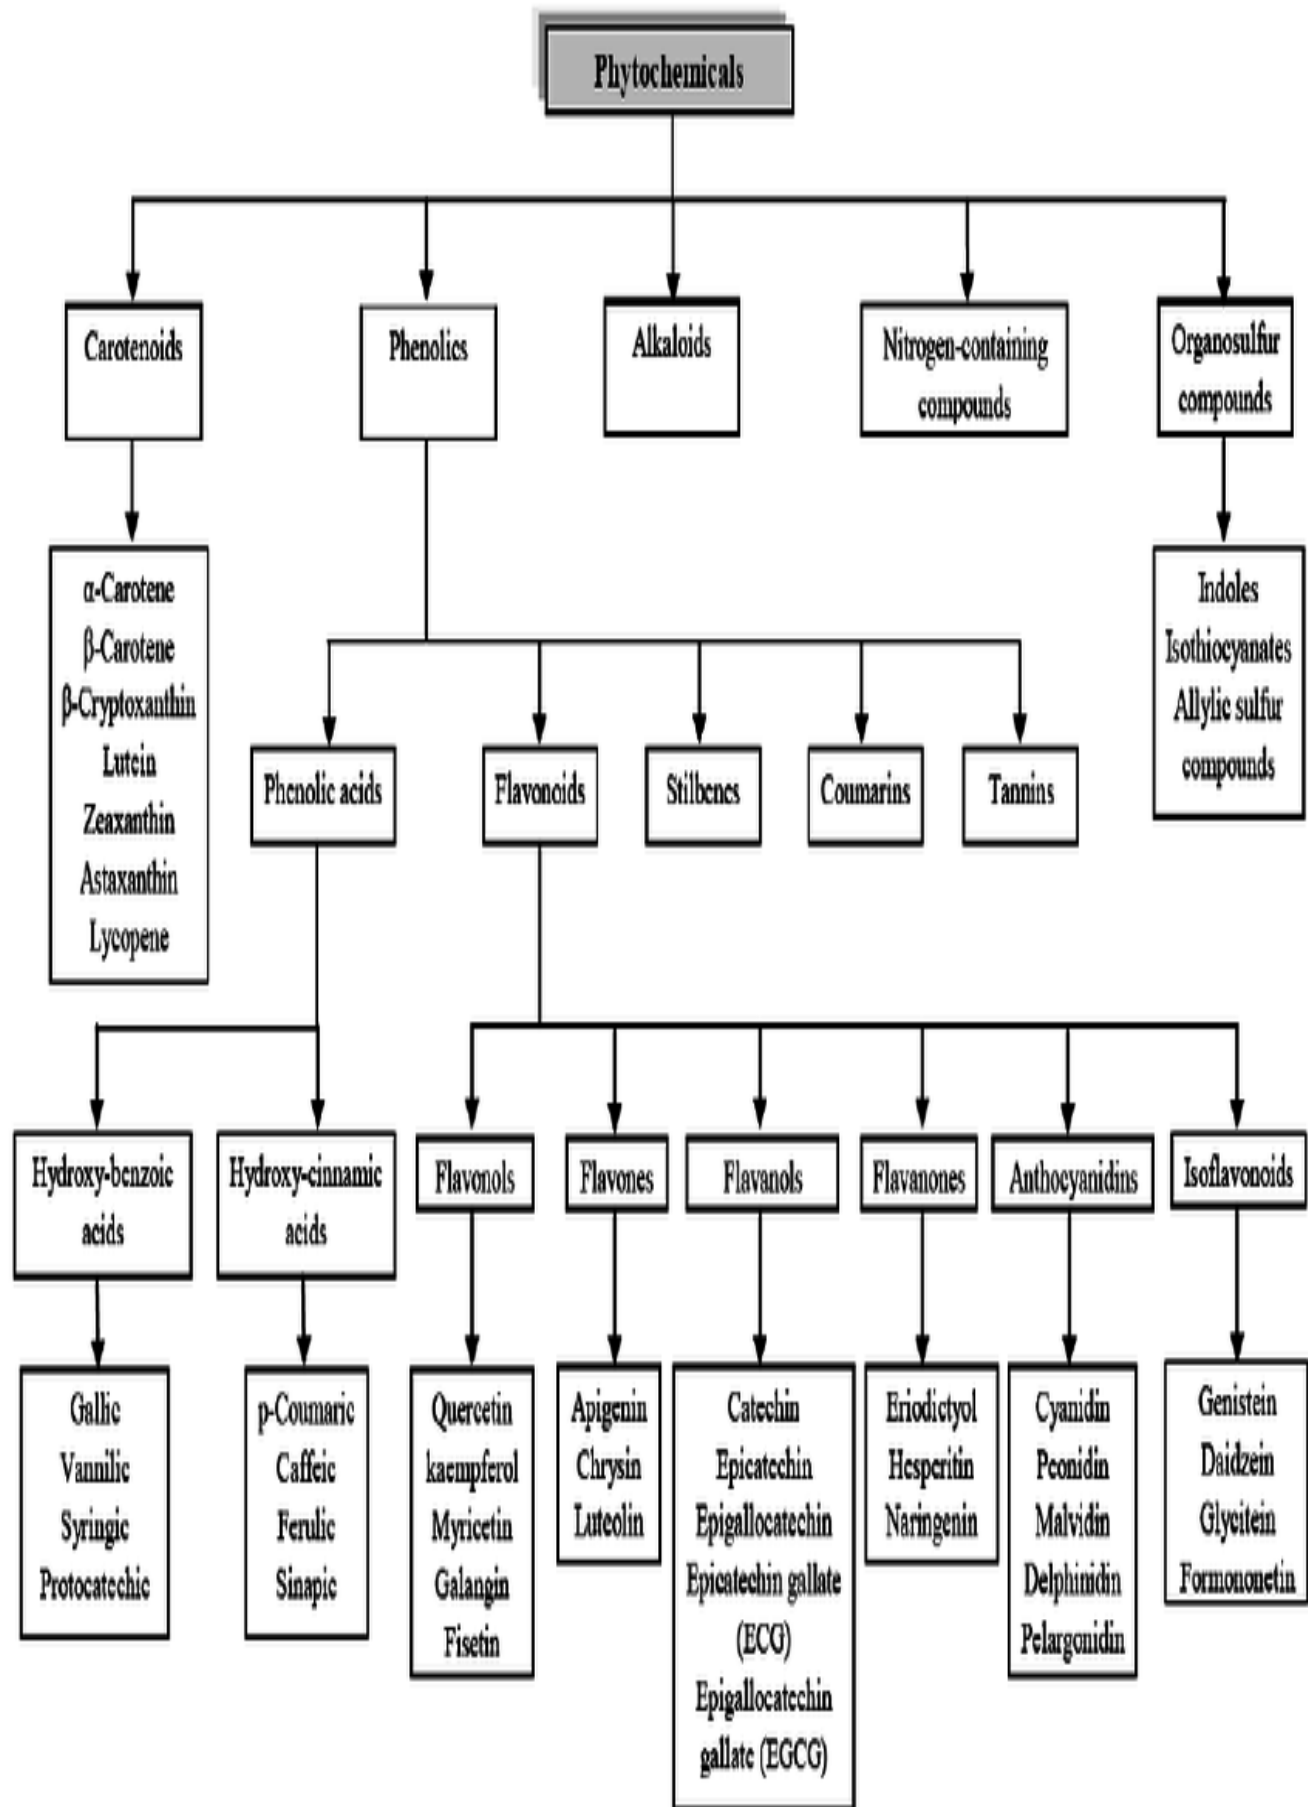 Phytochemicals
Carotenoids
Phenolics
Alkaloids
Nitrogen-containing
compounds
Organosulfur
compounds
α-Carotene
β-Carotene
β-Cryptoxanthin
Lutein
Zeaxanthin
Astaxanthin
Lycopene
Indoles
Isothiocyanates
Allylic sulfur
compounds
Phenolic acids
Flavonoids
Stilbenes
Coumarins
Tannins
Hydroxy-benzoic
acids
Hydroxy-cinnamic
acids
Flavonols
Flavones
Flavanols
Flavanones
Anthocyanidins
Isoflavonoids
Gallic
Vannilic
Syringic
Protocatechic
p-Coumaric
Caffeic
Ferulic
Sinapic
Quercetin
kaempferol
Myricetin
Galangin
Fisetin
Apigenin
Chrysin
Luteolin
Catechin
Epicatechin
Epigallocatechin
Epicatechin gallate
(ECG)
Epigallocatechin
gallate (EGCG)
Eriodictyol
Hesperitin
Naringenin
Cyanidin
Peonidin
Malvidin
Delphinidin
Pelargonidin
Genistein
Daidzein
Glycitein
Formononetin